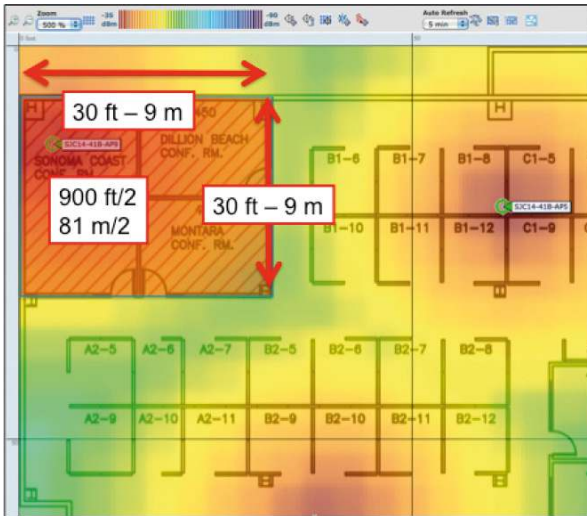 Zoom
500 %
-35
dBm
-90
dBm
Auto Refresh
5 min
0 feet
50
H
H
30 ft – 9 m
SJC14-41B-AP5
DILLION BEACH
CONF. RM.
SONOMA COAST
CONF. RM.
900 ft/2
81 m/2
30 ft – 9 m
MONTARA
CONF. RM.
B1-6
B1-7
B1-8
C1-5
SJC14-41B-AP5
B1-10
B1-11
B1-12
C1-9
A2-5
A2-6
A2-7
B2-5
B2-6
B2-7
B2-8
A2-9
A2-10
A2-11
B2-9
B2-10
B2-11
B2-12